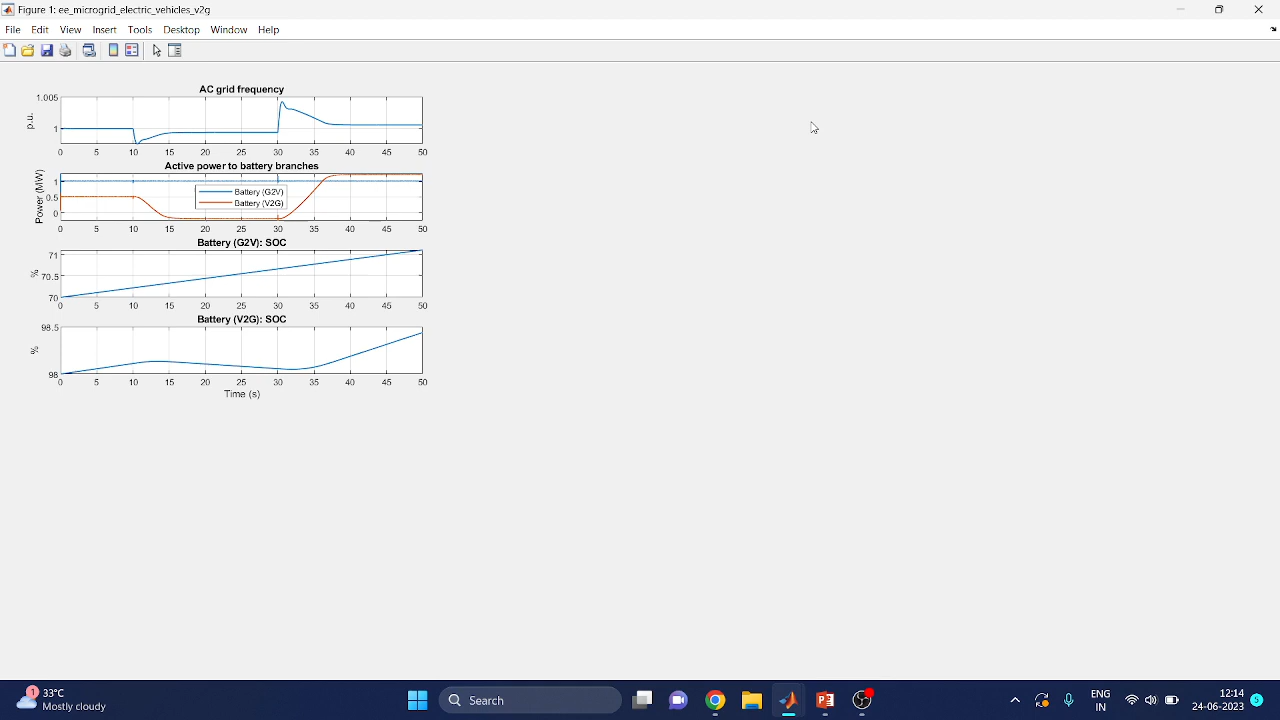 Figure 1: ee_microgrid_electric_vehicles_v2g
File Edit View Insert Tools Desktop Window Help
AC grid frequency
1.005
1
p.u.
0 5 10 15 20 25 30 35 40 45 50
Active power to battery branches
1
0.5
0
Power (MW)
Battery (G2V)
Battery (V2G)
0 5 10 15 20 25 30 35 40 45 50
Battery (G2V): SOC
71
70.5
70
%
0 5 10 15 20 25 30 35 40 45 50
Battery (V2G): SOC
98.5
98
%
0 5 10 15 20 25 30 35 40 45 50
Time (s)
1
33°C
Mostly cloudy
Search
ENG
IN
12:14
24-06-2023
5